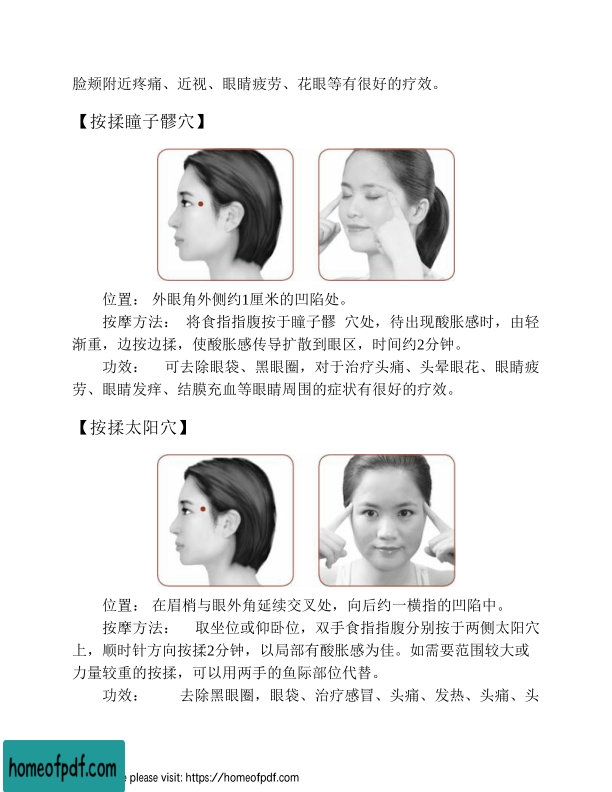 脸颊附近疼痛、近视、眼睛疲劳、花眼等有很好的疗效。
【按揉瞳子髎穴】
位置： 外眼角外侧约1厘米的凹陷处。
按摩方法： 将食指指腹按于瞳子髎 穴处，待出现酸胀感时，由轻
渐重，边按边揉，使酸胀感传导扩散到眼区，时间约2分钟。
功效： 可去除眼袋、黑眼圈，对于治疗头痛、头晕眼花、眼睛疲
劳、眼睛发痒、结膜充血等眼睛周围的症状有很好的疗效。
【按揉太阳穴】
位置： 在眉梢与眼外角延续交叉处，向后约一横指的凹陷中。
按摩方法： 取坐位或仰卧位，双手食指指腹分别按于两侧太阳穴
上，顺时针方向按揉2分钟，以局部有酸胀感为佳。如需要范围较大或
力量较重的按揉，可以用两手的鱼际部位代替。
功效： 去除黑眼圈，眼袋、治疗感冒、头痛、发热、头痛、头
homeofpdf.com
e please visit: https://homeofpdf.com